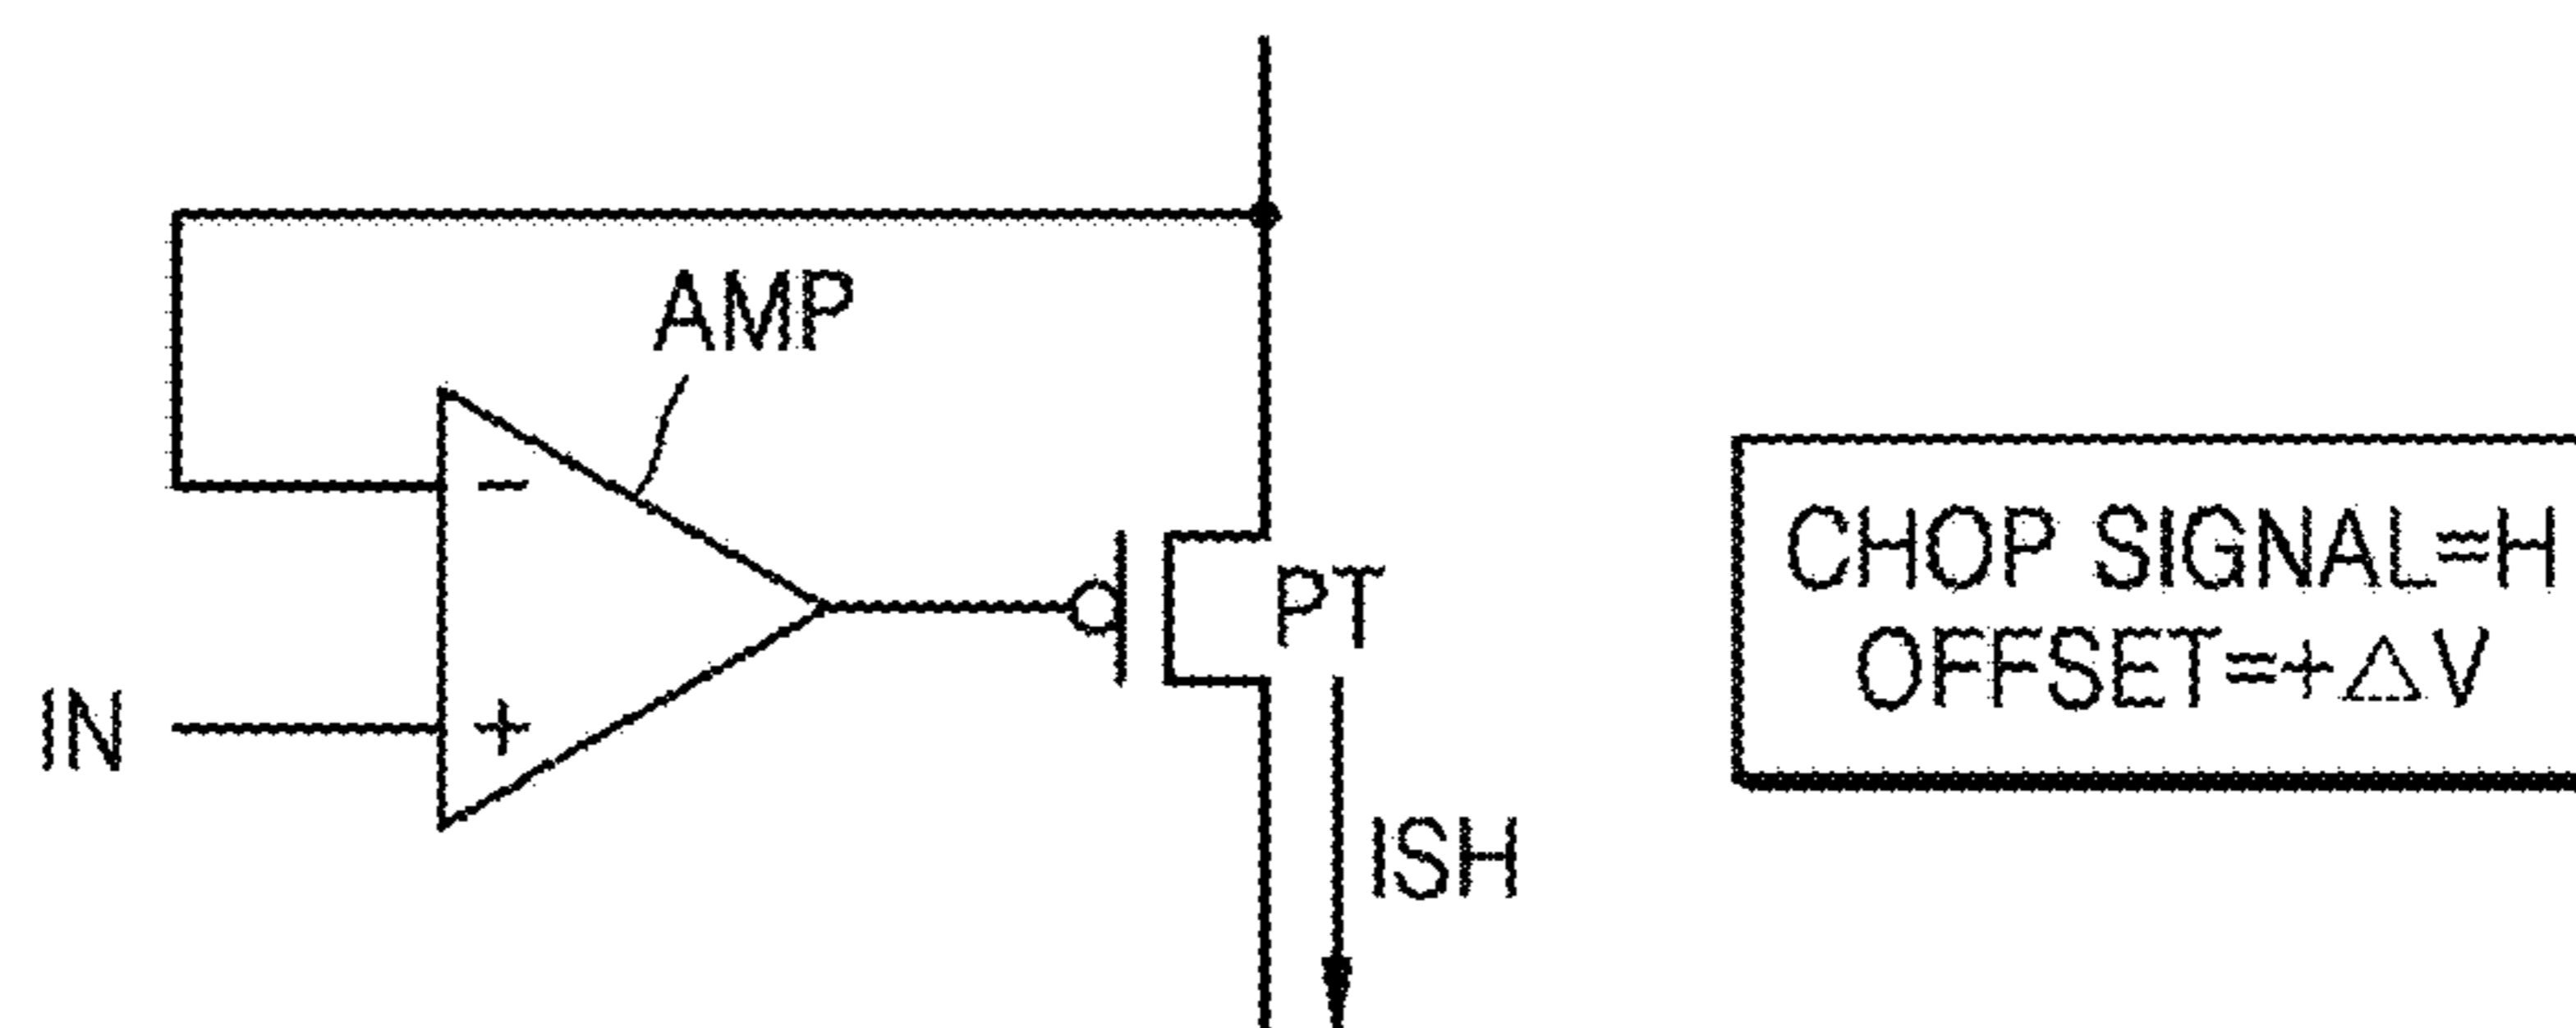 AMP
−
PT
CHOP SIGNAL=H
OFFSET=+△V
IN
+
ISH